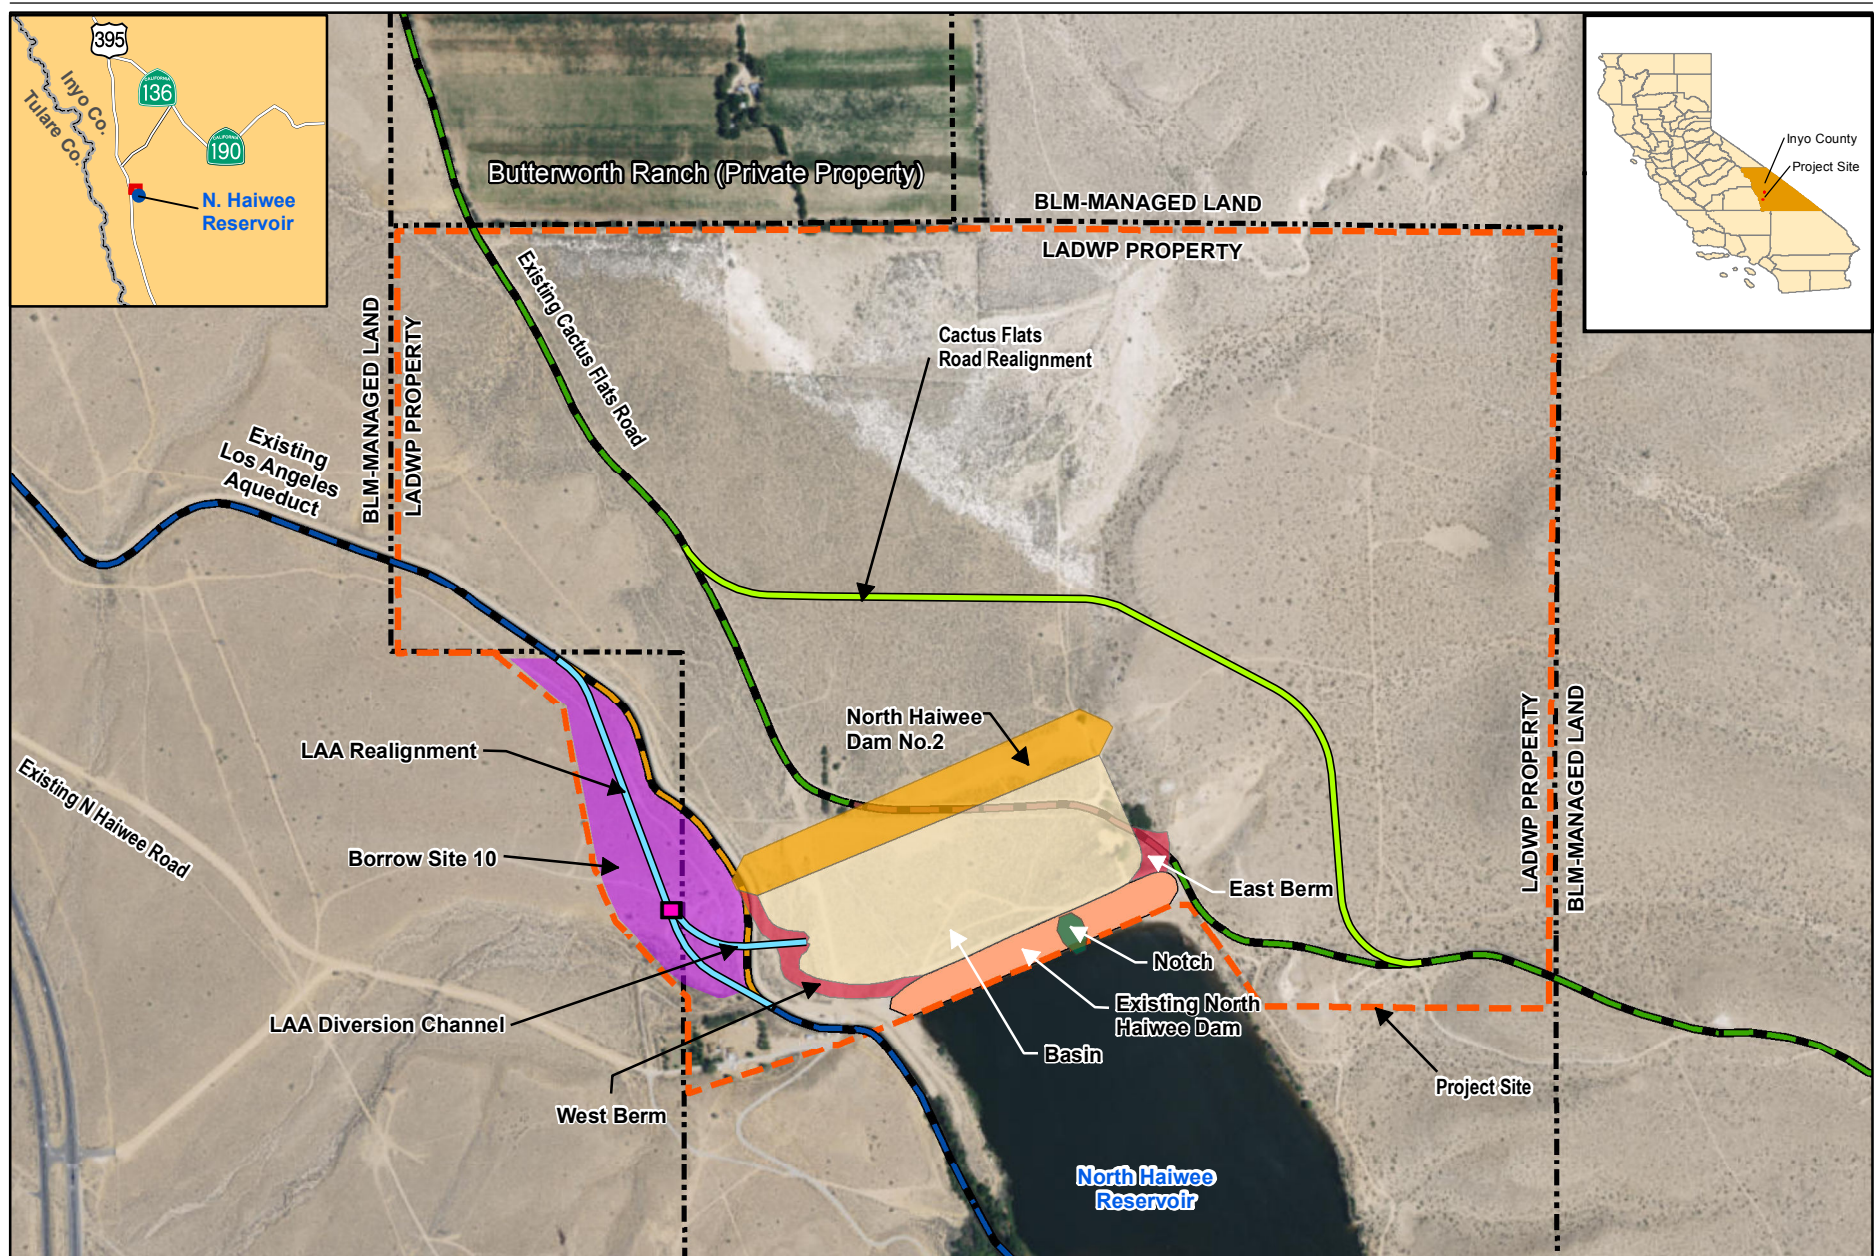 395
CALIFORNIA
136
CALIFORNIA
190
Inyo Co.
Tulare Co.
N. Haiwee
Reservoir
Inyo County
Project Site
Butterworth Ranch (Private Property)
BLM-MANAGED LAND
LADWP PROPERTY
Existing Cactus Flats Road
BLM-MANAGED LAND
LADWP PROPERTY
Cactus Flats
Road Realignment
Existing
Los Angeles
Aqueduct
North Haiwee
Dam No.2
LAA Realignment
Existing N Haiwee Road
Borrow Site 10
East Berm
LADWP PROPERTY
BLM-MANAGED LAND
Notch
Existing North
Haiwee Dam
LAA Diversion Channel
Basin
Project Site
West Berm
North Haiwee
Reservoir